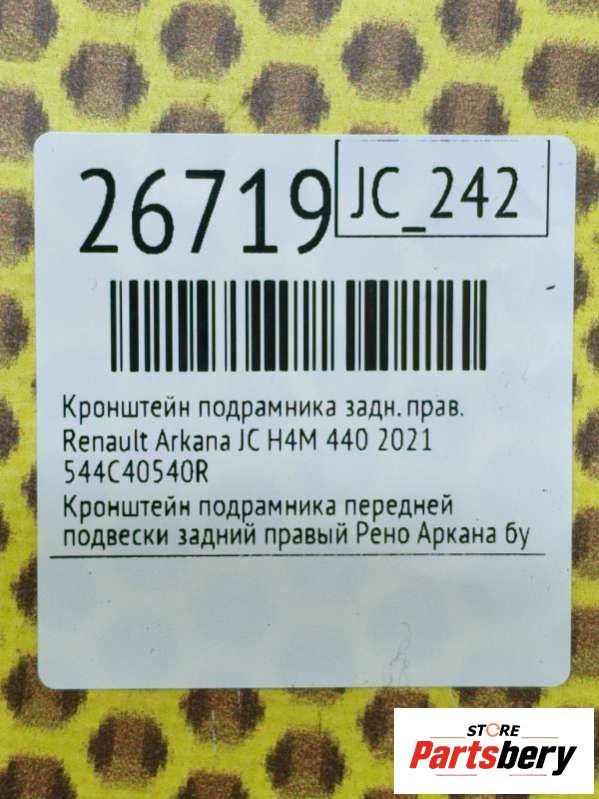 26719
JC_242
Кронштейн подрамника задн. прав.
Renault Arkana JC H4M 440 2021
544C40540R
Кронштейн подрамника передней
подвески задний правый Рено Аркана бу
STORE
Partsbery